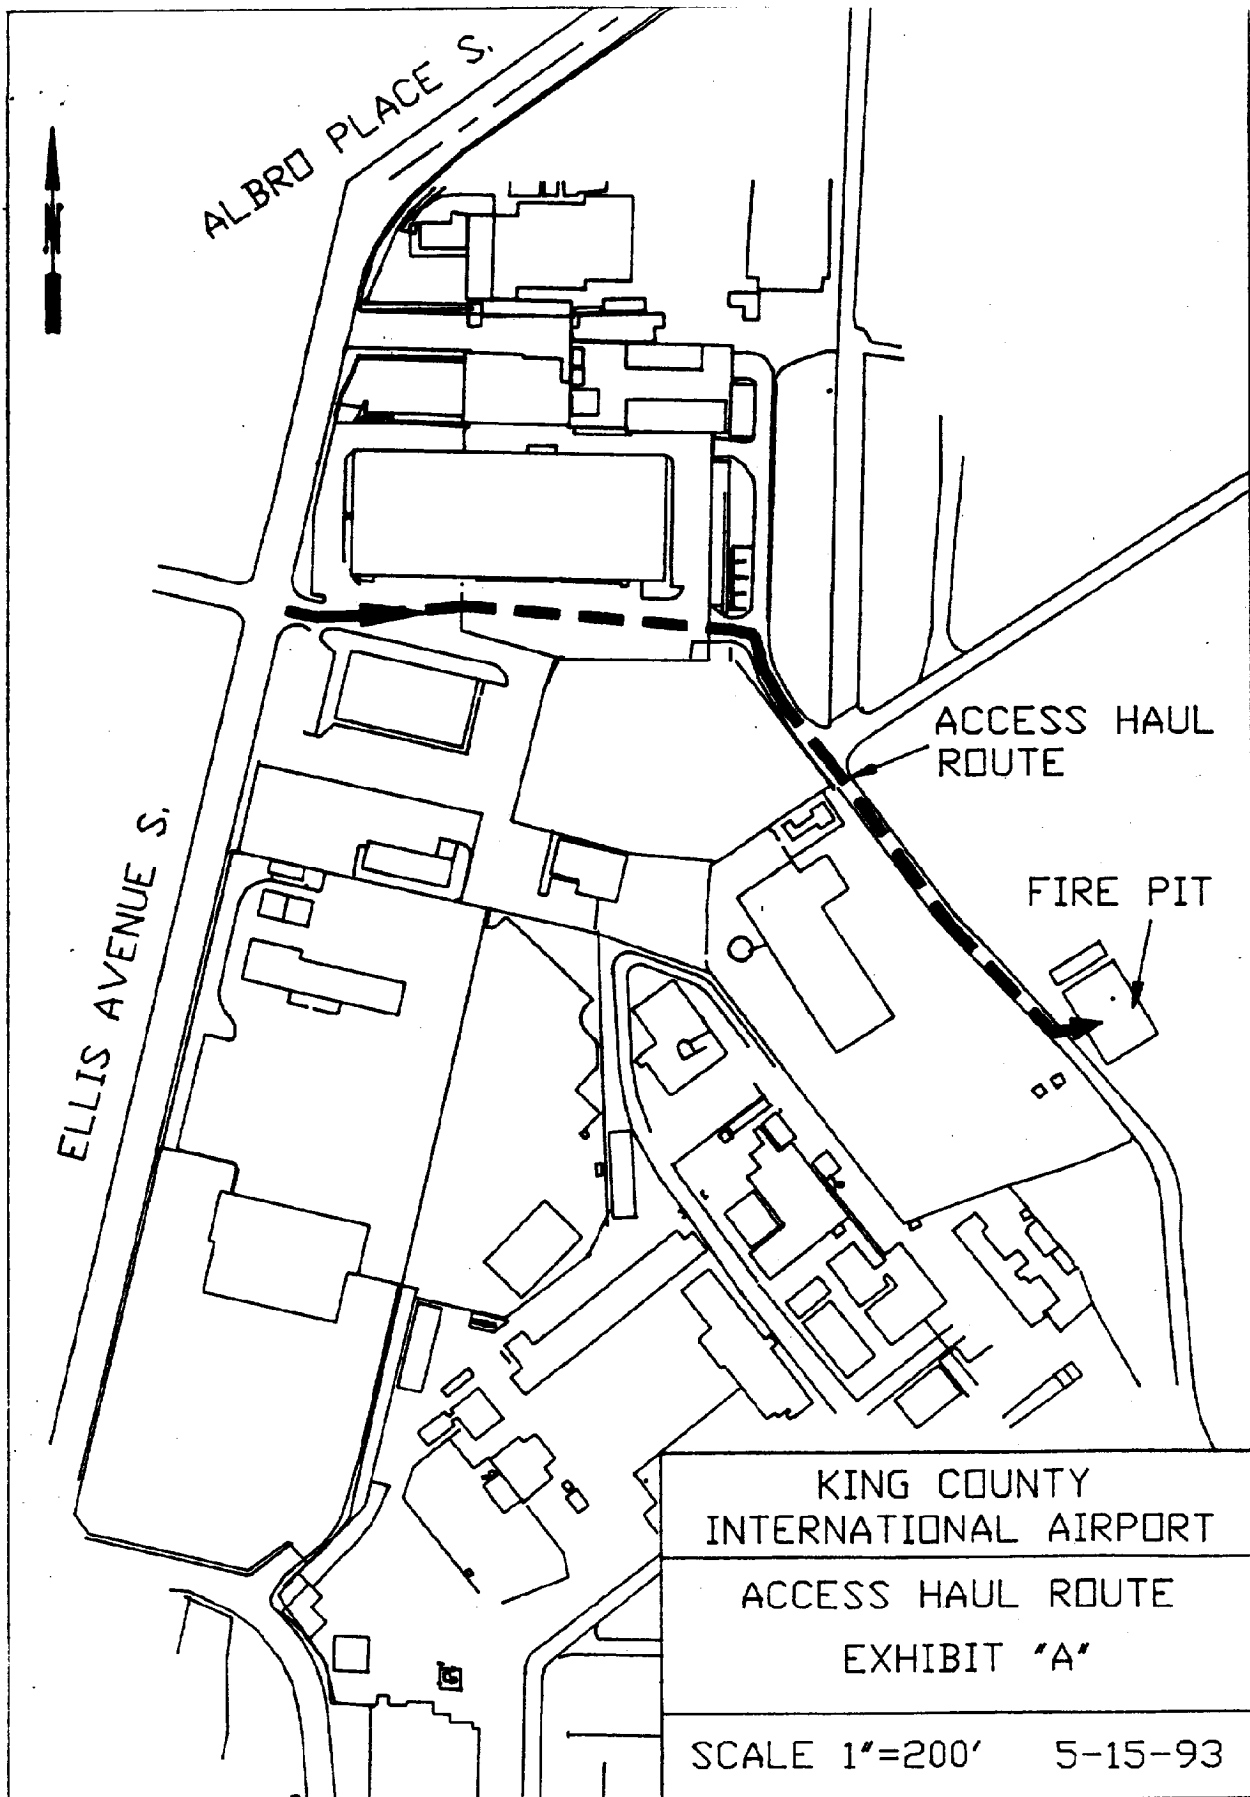 ALBRO PLACE S.
N
ACCESS HAUL
ROUTE
FIRE PIT
ELLIS AVENUE S.
KING COUNTY
INTERNATIONAL AIRPORT
ACCESS HAUL ROUTE
EXHIBIT "A"
SCALE 1"=200' 5-15-93